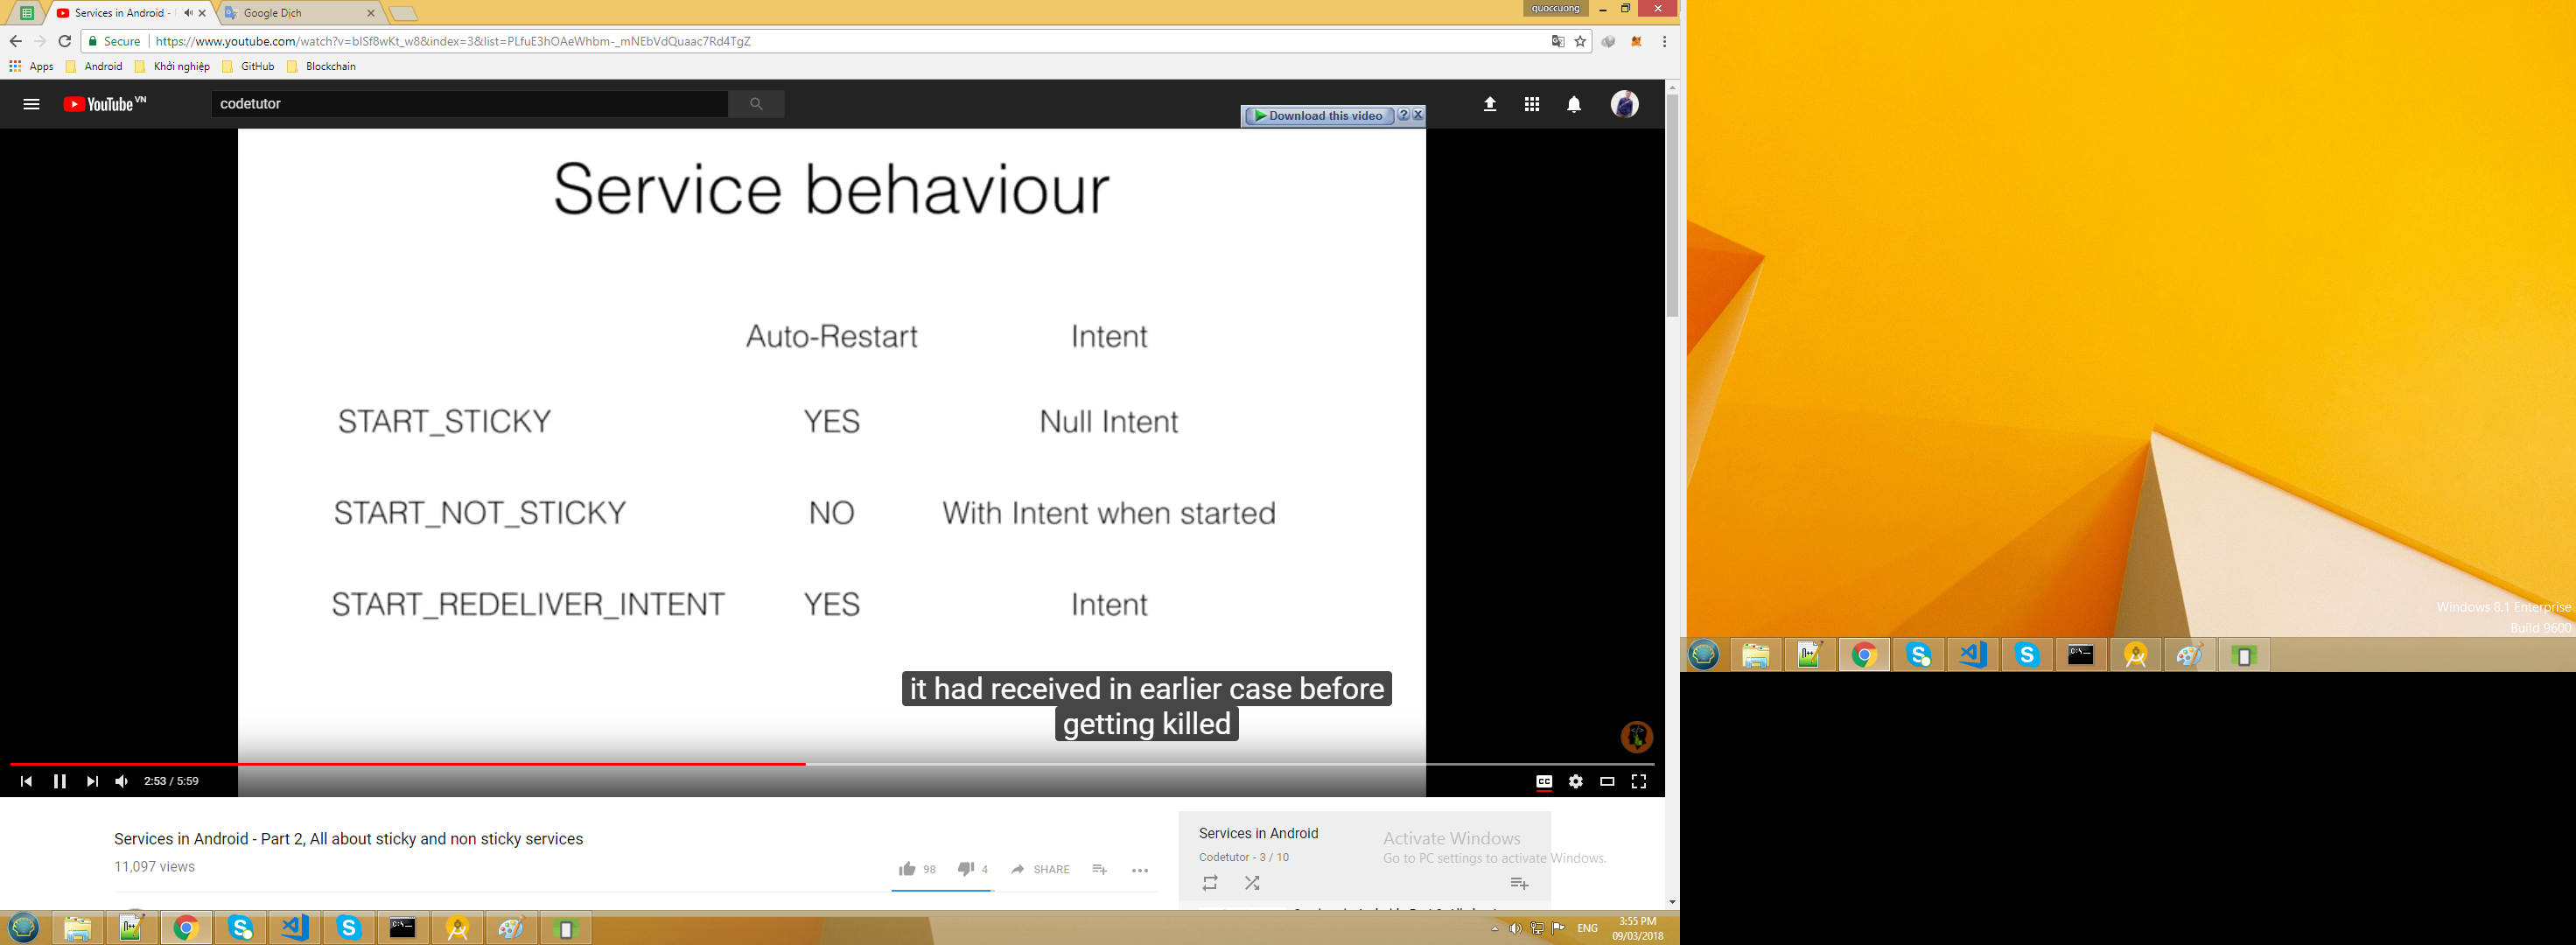 Services in Android -
Google Dịch
quoccuong
Secure
https://www.youtube.com/watch?v=blSf8wKt_w8&index=3&list=PLfuE3hOAeWhbm-_mNEbVdQuaac7Rd4TgZ
Apps
Android
Khởi nghiệp
GitHub
Blockchain
YouTube VN
codetutor
Download this video
Service behaviour
Auto-Restart Intent
START_STICKY YES Null Intent
START_NOT_STICKY NO With Intent when started
START_REDELIVER_INTENT YES Intent
it had received in earlier case before
getting killed
2:53 / 5:59
CC
Services in Android - Part 2, All about sticky and non sticky services
11,097 views
98
4
SHARE
Services in Android
Codetutor - 3 / 10
Activate Windows
Go to PC settings to activate Windows.
ENG
3:55 PM
09/03/2018
Windows 8.1 Enterprise
Build 9600